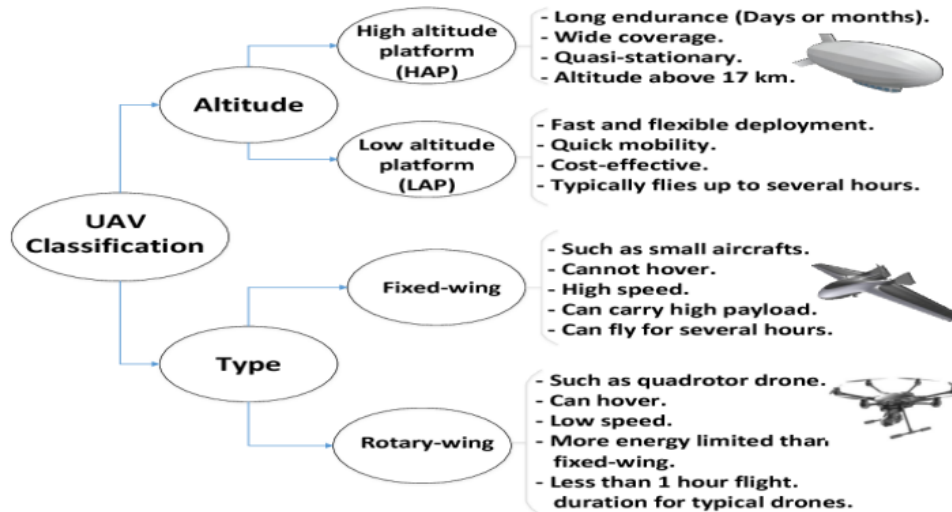 High altitude
platform
(HAP)
- Long endurance (Days or months).
- Wide coverage.
- Quasi-stationary.
- Altitude above 17 km.
Altitude
Low altitude
platform
(LAP)
- Fast and flexible deployment.
- Quick mobility.
- Cost-effective.
- Typically flies up to several hours.
UAV
Classification
Fixed-wing
- Such as small aircrafts.
- Cannot hover.
- High speed.
- Can carry high payload.
- Can fly for several hours.
Type
Rotary-wing
- Such as quadrotor drone.
- Can hover.
- Low speed.
- More energy limited than
fixed-wing.
- Less than 1 hour flight.
duration for typical drones.